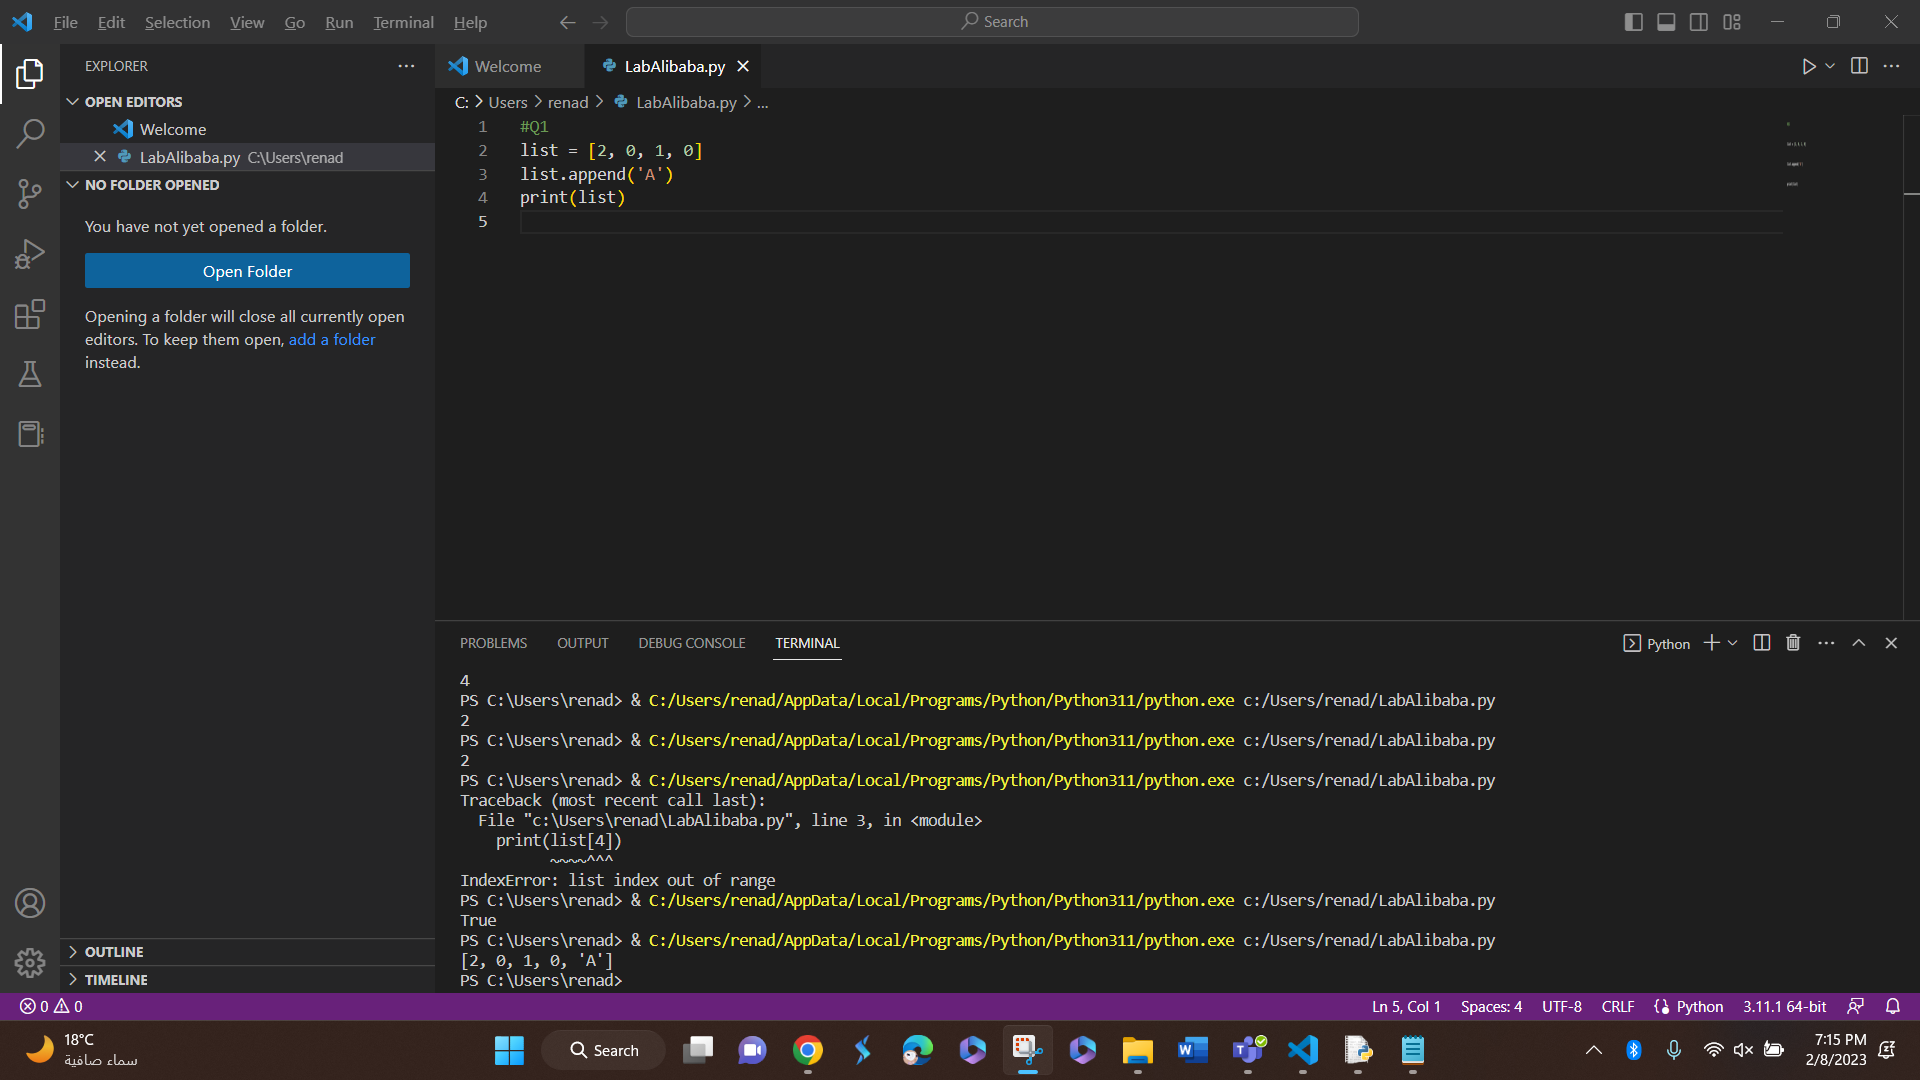 File Edit Selection View Go Run Terminal Help
Search
EXPLORER
OPEN EDITORS
Welcome
LabAlibaba.py C:\Users\renad
NO FOLDER OPENED
You have not yet opened a folder.
Open Folder
Opening a folder will close all currently open
editors. To keep them open, add a folder
instead.
OUTLINE
TIMELINE
Welcome
LabAlibaba.py
C: > Users > renad > LabAlibaba.py > ...
1 #Q1
2 list = [2, 0, 1, 0]
3 list.append('A')
4 print(list)
5
PROBLEMS OUTPUT DEBUG CONSOLE TERMINAL
Python
4
PS C:\Users\renad> & C:/Users/renad/AppData/Local/Programs/Python/Python311/python.exe c:/Users/renad/LabAlibaba.py
2
PS C:\Users\renad> & C:/Users/renad/AppData/Local/Programs/Python/Python311/python.exe c:/Users/renad/LabAlibaba.py
2
PS C:\Users\renad> & C:/Users/renad/AppData/Local/Programs/Python/Python311/python.exe c:/Users/renad/LabAlibaba.py
Traceback (most recent call last):
  File "c:\Users\renad\LabAlibaba.py", line 3, in <module>
    print(list[4])
          ~~~~^^^
IndexError: list index out of range
PS C:\Users\renad> & C:/Users/renad/AppData/Local/Programs/Python/Python311/python.exe c:/Users/renad/LabAlibaba.py
True
PS C:\Users\renad> & C:/Users/renad/AppData/Local/Programs/Python/Python311/python.exe c:/Users/renad/LabAlibaba.py
[2, 0, 1, 0, 'A']
PS C:\Users\renad>
0 0
Ln 5, Col 1 Spaces: 4 UTF-8 CRLF Python 3.11.1 64-bit
18°C
سماء صافية
Search
7:15 PM
2/8/2023